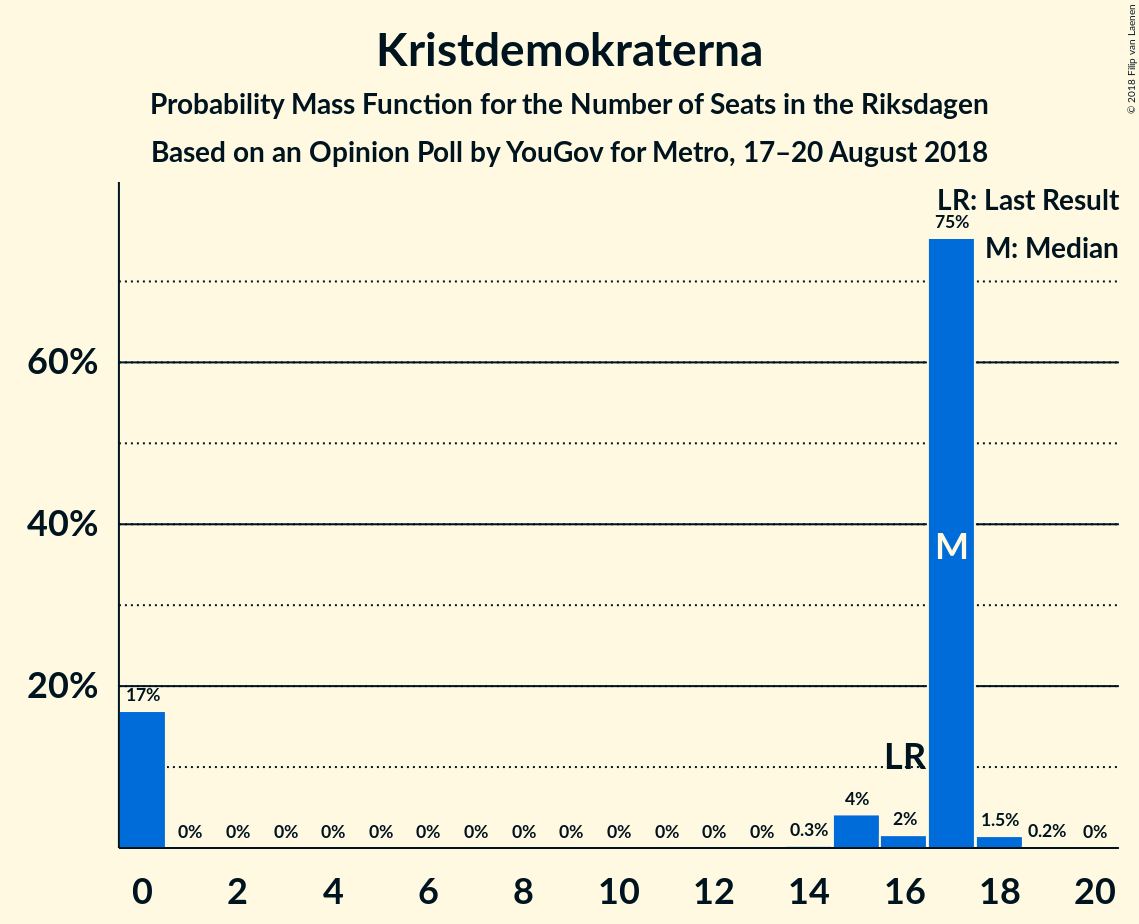 Kristdemokraterna
Probability Mass Function for the Number of Seats in the Riksdagen
Based on an Opinion Poll by YouGov for Metro, 17–20 August 2018
© 2018 Filip van Laenen
LR: Last Result
M: Median
60%
40%
20%
17%
0%
0%
0%
0%
0%
0%
0%
0%
0%
0%
0%
0%
0%
0.3%
4%
2%
75%
1.5%
0.2%
0%
LR
M
0 2 4 6 8 10 12 14 16 18 20